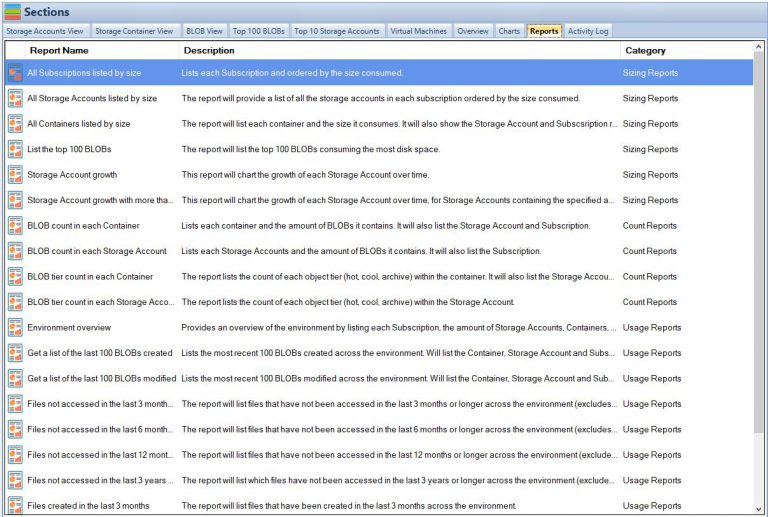 Sections
Storage Accounts View Storage Container View BLOB View Top 100 BLOBs Top 10 Storage Accounts Virtual Machines Overview Charts Reports Activity Log
Report Name Description Category
All Subscriptions listed by size Lists each Subscription and ordered by the size consumed. Sizing Reports
All Storage Accounts listed by size The report will provide a list of all the storage accounts in each subscription ordered by the size consumed. Sizing Reports
All Containers listed by size The report will list each container and the size it consumes. It will also show the Storage Account and Subscsription r... Sizing Reports
List the top 100 BLOBs The report will list the top 100 BLOBs consuming the most disk space. Sizing Reports
Storage Account growth This report will chart the growth of each Storage Account over time. Sizing Reports
Storage Account growth with more tha... This report will chart the growth of each Storage Account over time, for Storage Accounts containing the specified a... Sizing Reports
BLOB count in each Container Lists each container and the amount of BLOBs it contains. It will also list the Storage Account and Subscription. Count Reports
BLOB count in each Storage Account Lists each Storage Accounts and the amount of BLOBs it contains. It will also list the Subscription. Count Reports
BLOB tier count in each Container The report lists the count of each object tier (hot, cool, archive) within the container. It will also list the Storage Accou... Count Reports
BLOB tier count in each Storage Acco... The report lists the count of each object tier (hot, cool, archive) within the Storage Account. Count Reports
Environment overview Provides an overview of the environment by listing each Subscription, the amount of Storage Accounts, Containers, ... Usage Reports
Get a list of the last 100 BLOBs created Lists the most recent 100 BLOBs created across the environment. Will list the Container, Storage Account and Subs... Usage Reports
Get a list of the last 100 BLOBs modified Lists the most recent 100 BLOBs modified across the environment. Will list the Container, Storage Account and Subs... Usage Reports
Files not accessed in the last 3 month... The report will list files that have not been accessed in the last 3 months or longer across the environment (excludes... Usage Reports
Files not accessed in the last 6 month... The report will list files that have not been accessed in the last 6 months or longer across the environment (excludes... Usage Reports
Files not accessed in the last 12 mont... The report will list files that have not been accessed in the last 12 months or longer across the environment (exclude... Usage Reports
Files not accessed in the last 3 years ... The report will list which files have not been accessed in the last 3 years or longer across the environment (excludes... Usage Reports
Files created in the last 3 months The report will list files that have been created in the last 3 months across the environment. Usage Reports